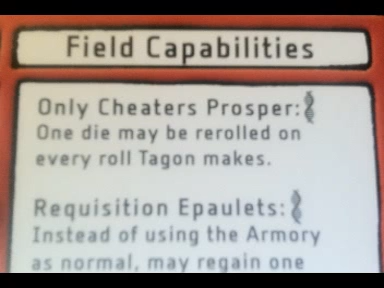 Field Capabilities
Only Cheaters Prosper:
One die may be rerolled on
every roll Tagon makes.
Requisition Epaulets:
Instead of using the Armory
as normal, may regain one